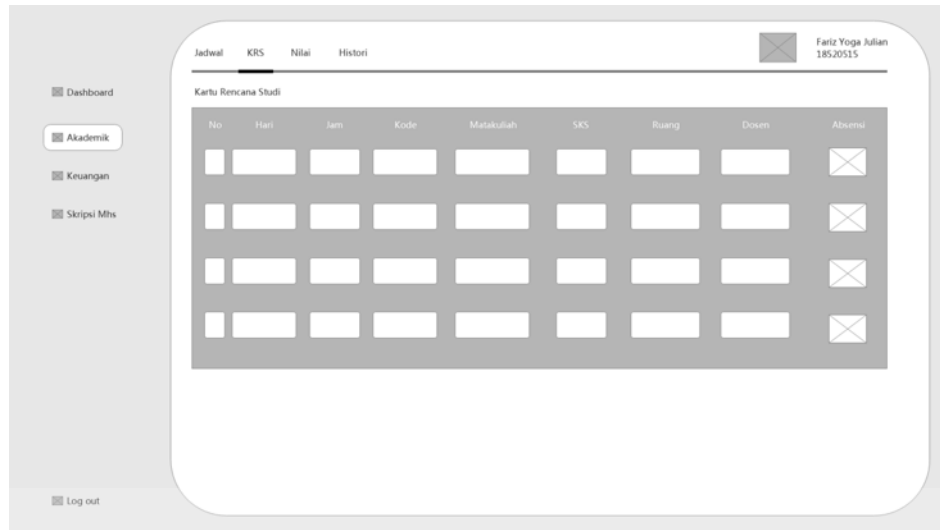 Jadwal KRS Nilai Histori
Fariz Yoga Julian
18520515
Dashboard
Akademik
Keuangan
Skripsi Mhs
Log out
Kartu Rencana Studi
No Hari Jam Kode Matakuliah SKS Ruang Dosen Absensi